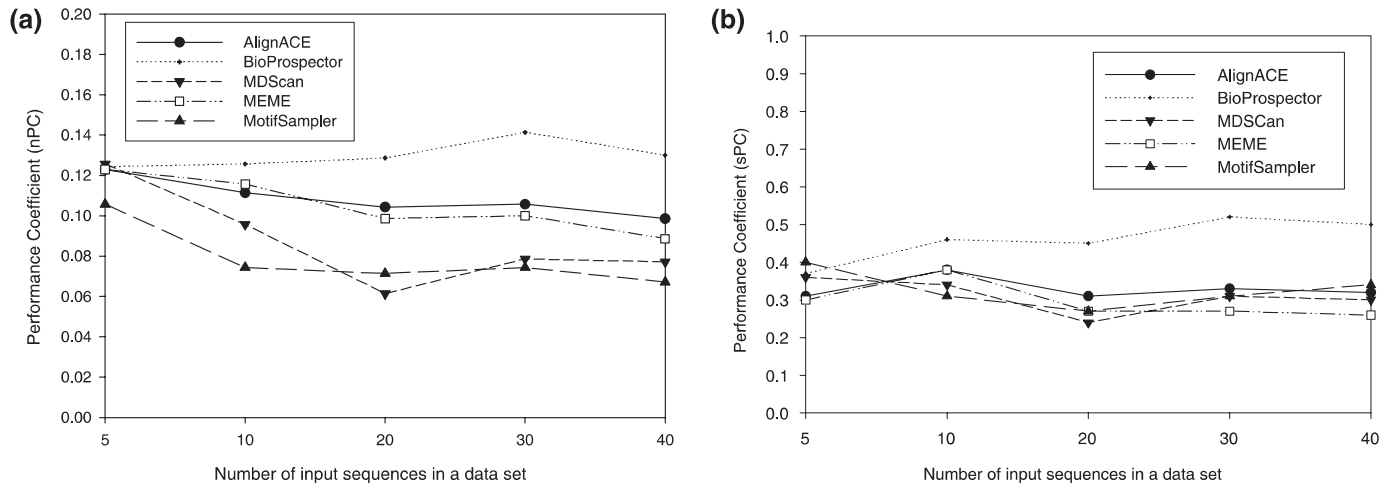 (a)
0.20
0.18
0.16
0.14
0.12
0.10
0.08
0.06
0.04
0.02
0.00
Performance Coefficient (nPC)
AlignACE
BioProspector
MDScan
MEME
MotifSampler
5 10 20 30 40
Number of input sequences in a data set
(b)
1.0
0.9
0.8
0.7
0.6
0.5
0.4
0.3
0.2
0.1
0.0
Performance Coefficient (sPC)
AlignACE
BioProspector
MDSCan
MEME
MotifSampler
5 10 20 30 40
Number of input sequences in a data set